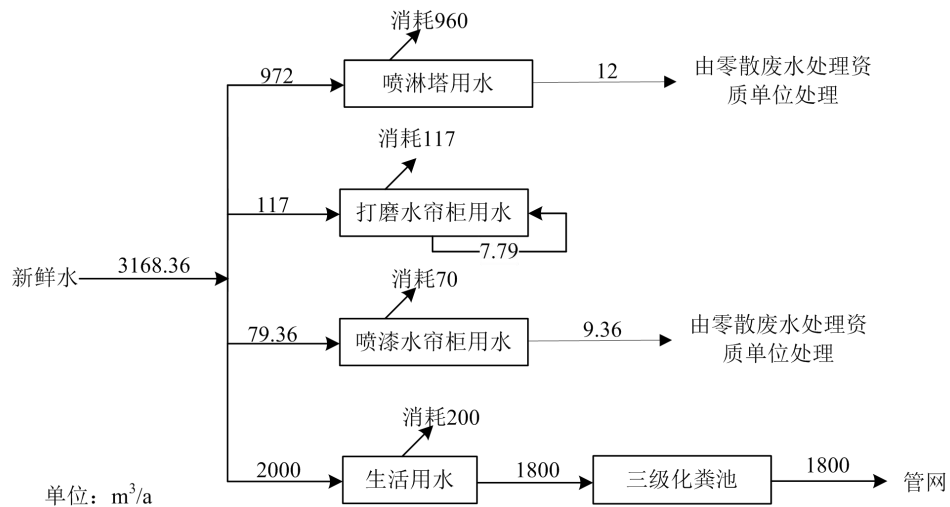 消耗960
972
喷淋塔用水
12
由零散废水处理资
质单位处理
消耗117
117
打磨水帘柜用水
7.79
新鲜水
3168.36
消耗70
79.36
喷漆水帘柜用水
9.36
由零散废水处理资
质单位处理
消耗200
2000
生活用水
1800
三级化粪池
1800
管网
单位：m³/a